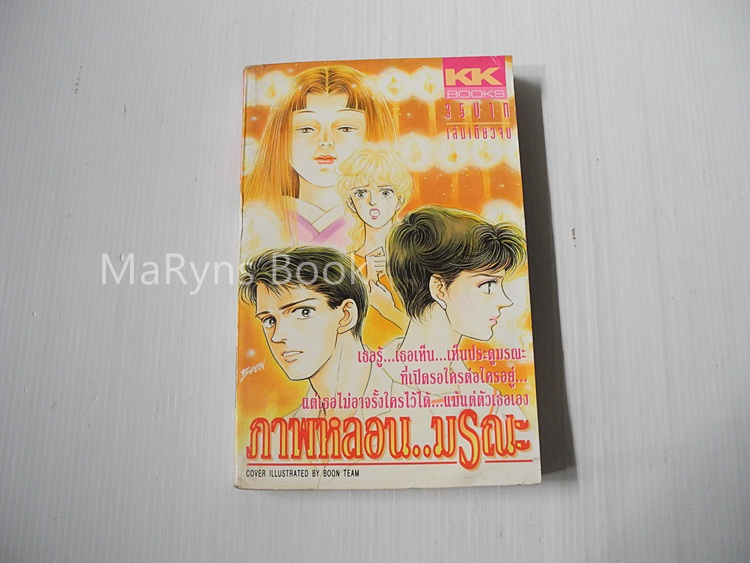 KK
BOOKS
35 บาท
เล่มเดียวจบ
MaRyns Book
BOON
เธอรู้...เธอเห็น...เห็นประตูมรณะ
ที่เปิดรอใครต่อใครอยู่...
แต่เธอไม่อาจรั้งใครไว้ได้...แม้แต่ตัวเธอเอง
ภาพหลอน..มรณะ
COVER ILLUSTRATED BY BOON TEAM